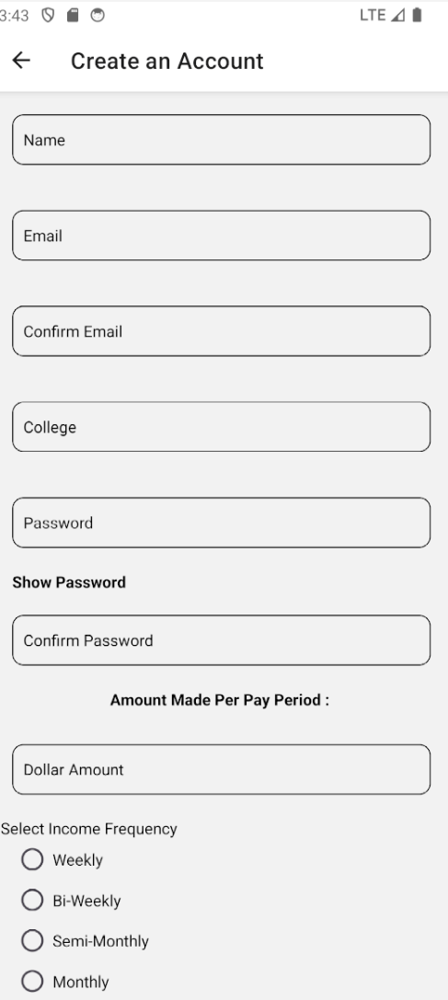 3:43 LTE
Create an Account
Name
Email
Confirm Email
College
Password
Show Password
Confirm Password
Amount Made Per Pay Period :
Dollar Amount
Select Income Frequency
Weekly
Bi-Weekly
Semi-Monthly
Monthly